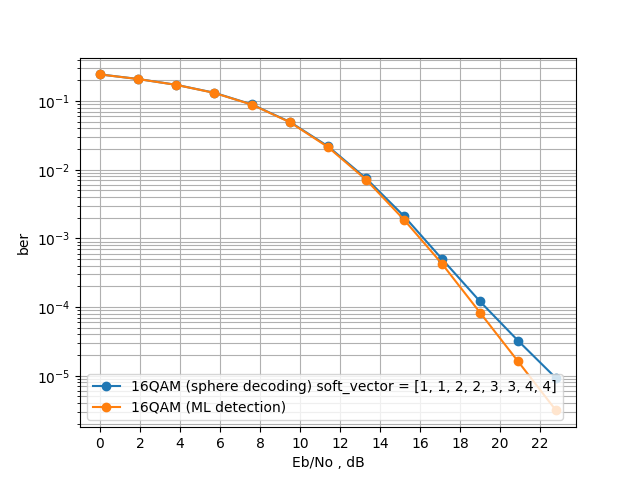 10⁻¹
10⁻²
10⁻³
10⁻⁴
10⁻⁵
ber
16QAM (sphere decoding) soft_vector = [1, 1, 2, 2, 3, 3, 4, 4]
16QAM (ML detection)
0 2 4 6 8 10 12 14 16 18 20 22
Eb/No , dB